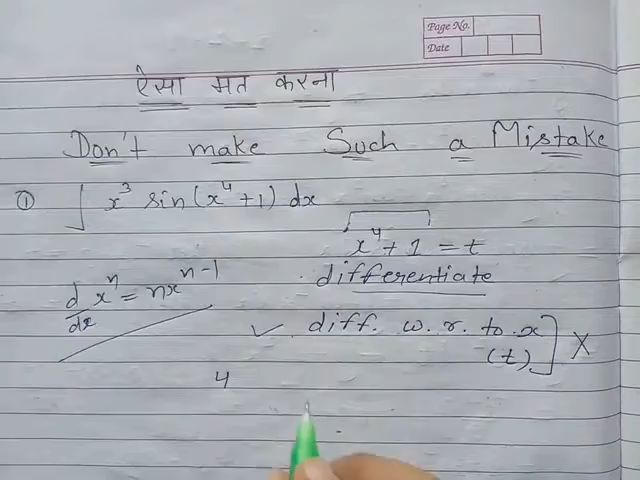 Page No.
Date
ऐसा मत करना
Don't make Such a Mistake
① ∫ x³ sin(x⁴+1) dx
x⁴+1 = t
differentiate
d/dx xⁿ = nxⁿ⁻¹
✓ diff. w. r. to x
(t)] X
4